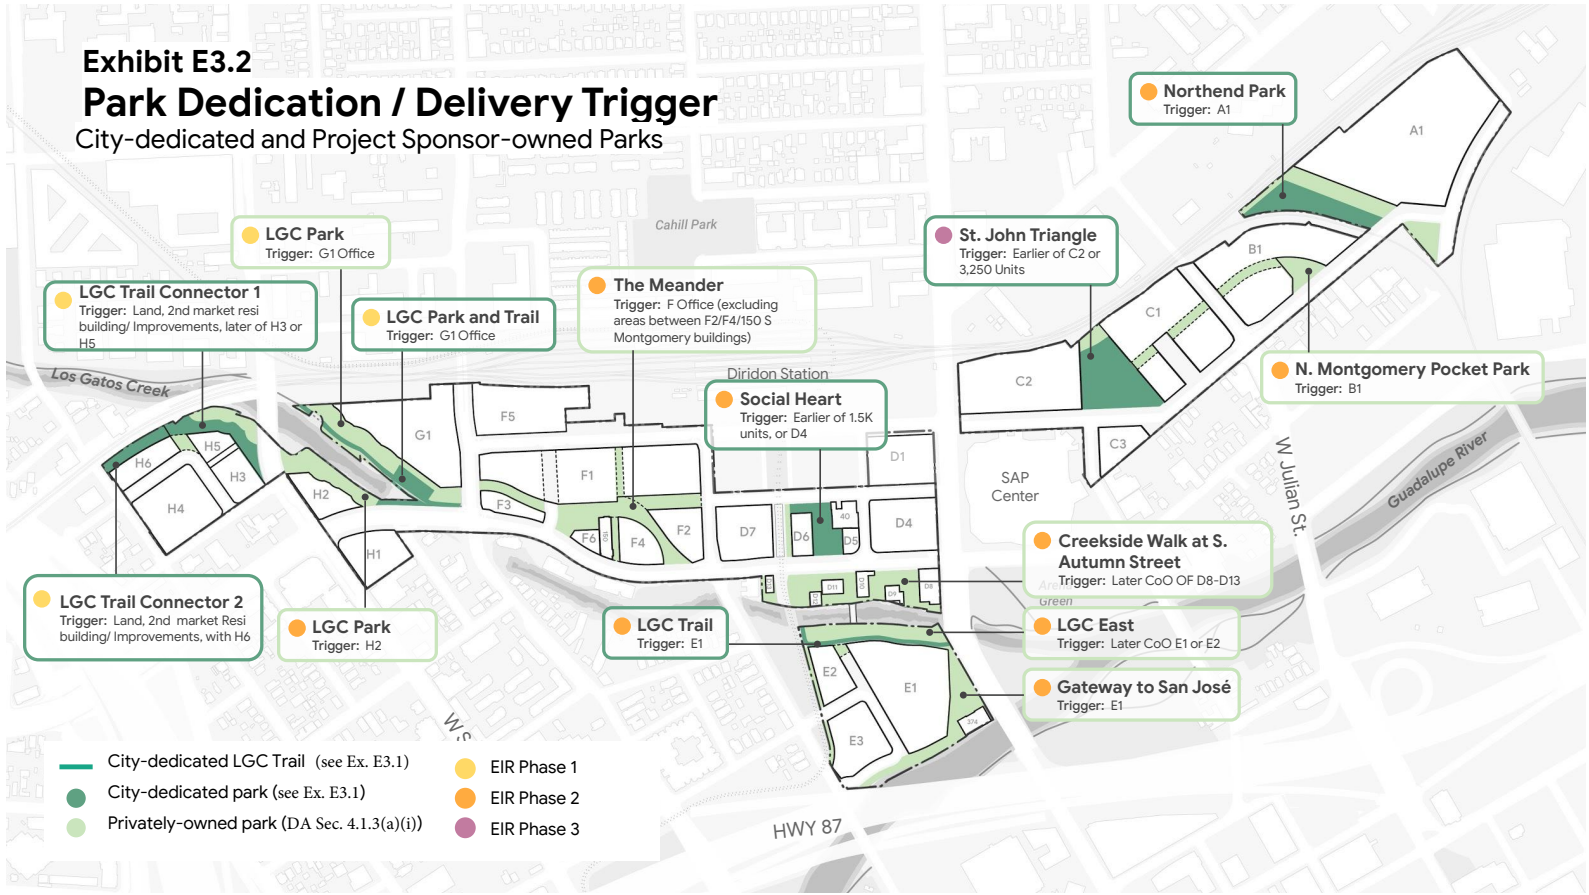 Exhibit E3.2
Park Dedication / Delivery Trigger
City-dedicated and Project Sponsor-owned Parks
Northend Park
Trigger: A1
A1
Cahill Park
LGC Park
Trigger: G1 Office
St. John Triangle
Trigger: Earlier of C2 or
3,250 Units
B1
The Meander
Trigger: F Office (excluding
areas between F2/F4/150 S
Montgomery buildings)
LGC Trail Connector 1
Trigger: Land, 2nd market resi
building/ Improvements, later of H3 or
H5
LGC Park and Trail
Trigger: G1 Office
C1
N. Montgomery Pocket Park
Trigger: B1
Los Gatos Creek
Diridon Station
C2
Social Heart
Trigger: Earlier of 1.5K
units, or D4
F5
G1
H5
H6
H3
H4
H2
H1
F1
F3
F6
150
F4
F2
D1
C3
SAP
Center
W Julian St.
Guadalupe River
D7
D6
40
D5
D4
D11
D10
D9
D8
Creekside Walk at S.
Autumn Street
Trigger: Later CoO OF D8-D13
Green
LGC Trail Connector 2
Trigger: Land, 2nd market Resi
building/ Improvements, with H6
LGC Park
Trigger: H2
LGC Trail
Trigger: E1
LGC East
Trigger: Later CoO E1 or E2
E2
E1
E3
374
Gateway to San José
Trigger: E1
W S
HWY 87
City-dedicated LGC Trail (see Ex. E3.1)
City-dedicated park (see Ex. E3.1)
Privately-owned park (DA Sec. 4.1.3(a)(i))
EIR Phase 1
EIR Phase 2
EIR Phase 3